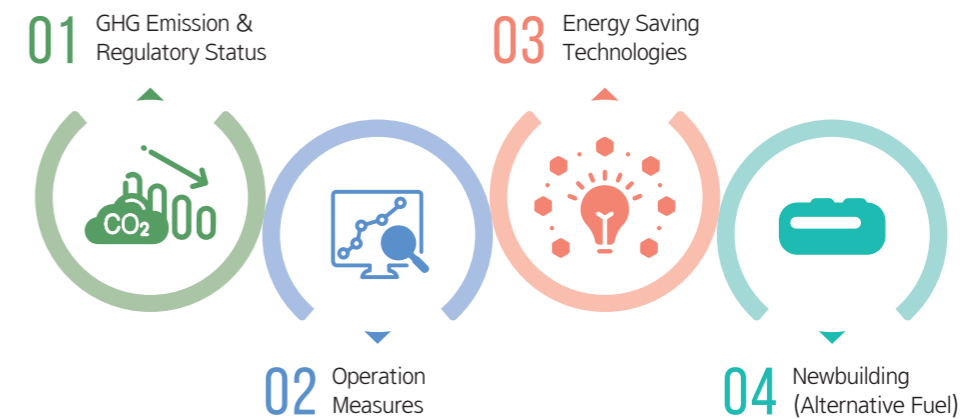 01
GHG Emission &
Regulatory Status
CO₂
02
Operation
Measures
03
Energy Saving
Technologies
04
Newbuilding
(Alternative Fuel)